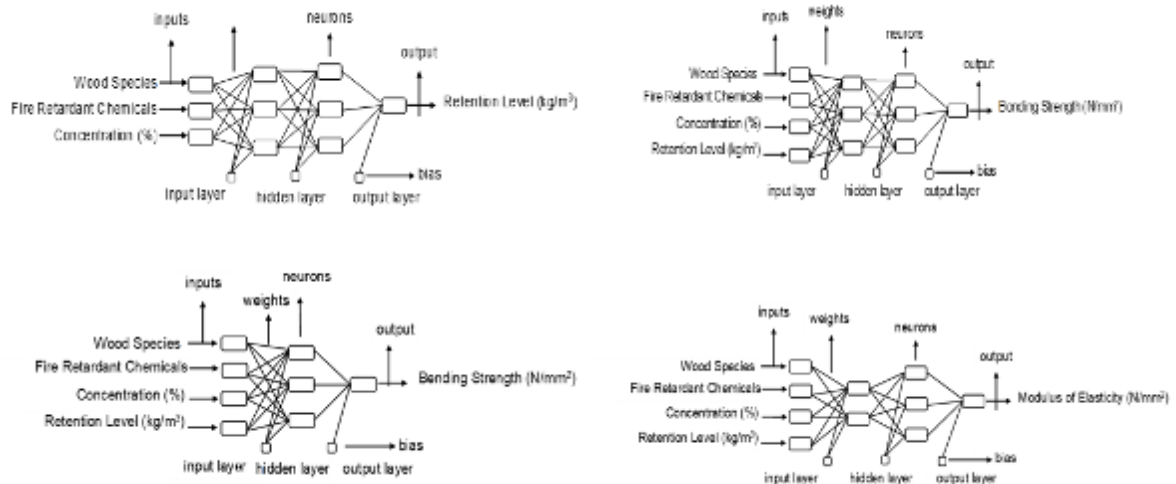 inputs
neurons
output
Wood Species
Fire Retardant Chemicals
Concentration (%)
Retention Level (kg/m³)
bias
input layer
hidden layer
output layer
inputs
weights
neurons
output
Wood Species
Fire Retardant Chemicals
Concentration (%)
Retention Level (kg/m³)
Bonding Strength (N/mm²)
bias
input layer
hidden layer
output layer
inputs
weights
neurons
output
Wood Species
Fire Retardant Chemicals
Concentration (%)
Retention Level (kg/m³)
Bending Strength (N/mm²)
bias
input layer
hidden layer
output layer
inputs
weights
neurons
output
Wood Species
Fire Retardant Chemicals
Concentration (%)
Retention Level (kg/m³)
Modulus of Elasticity (N/mm²)
bias
input layer
hidden layer
output layer